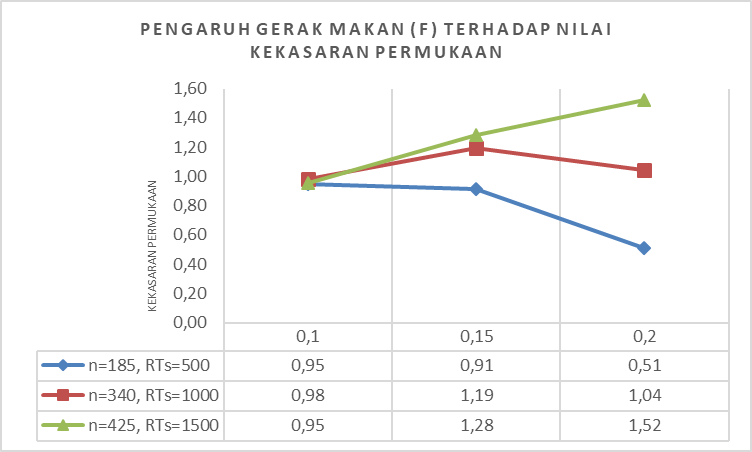 PENGARUH GERAK MAKAN (F) TERHADAP NILAI
KEKASARAN PERMUKAAN
KEKASARAN PERMUKAAN
1,60
1,40
1,20
1,00
0,80
0,60
0,40
0,20
0,00
0,1 0,15 0,2
n=185, RTs=500 0,95 0,91 0,51
n=340, RTs=1000 0,98 1,19 1,04
n=425, RTs=1500 0,95 1,28 1,52